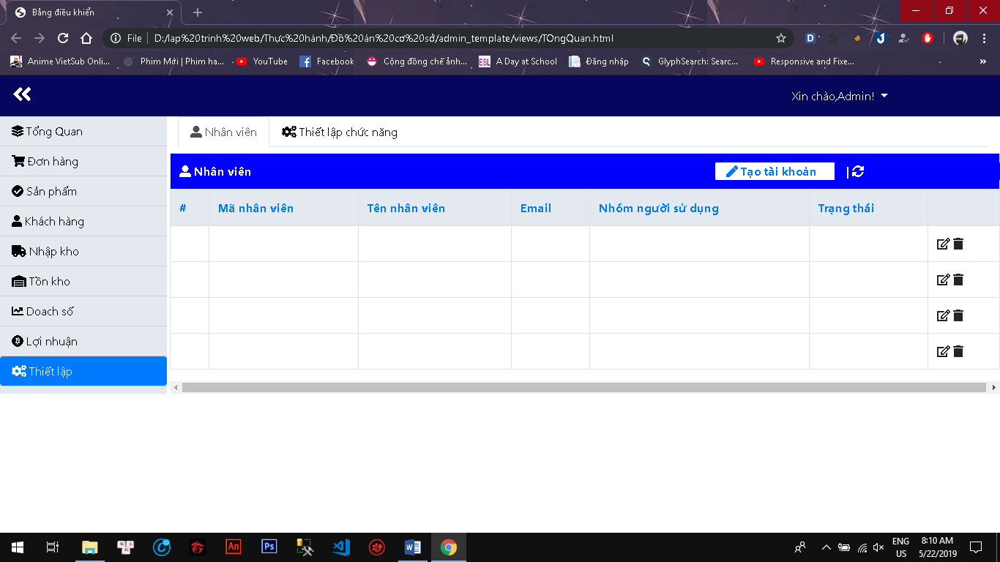 Bảng điều khiển
File D:/lap%20trinh%20web/Thực%20hành/Đồ%20án%20cơ%20sở/admin_template/views/TOngQuan.html
Anime VietSub Onli... Phim Mới | Phim ha... YouTube Facebook Cộng đồng chế ảnh... ESL A Day at School Đăng nhập GlyphSearch: Searc... Responsive and Fixe... »
Xin chào,Admin!
Tổng Quan
Đơn hàng
Sản phẩm
Khách hàng
Nhập kho
Tồn kho
Doach số
Lợi nhuận
Thiết lập
Nhân viên Thiết lập chức năng
Nhân viên Tạo tài khoản |
# Mã nhân viên Tên nhân viên Email Nhóm người sử dụng Trạng thái
An Ps
ENG 8:10 AM
US 5/22/2019